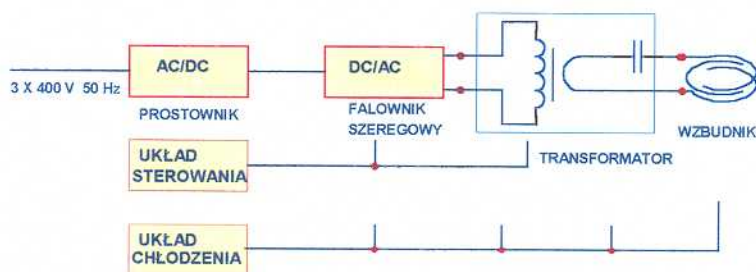 AC/DC
DC/AC
3 X 400 V 50 Hz
PROSTOWNIK
FALOWNIK
SZEREGOWY
WZBUDNIK
TRANSFORMATOR
UKŁAD
STEROWANIA
UKŁAD
CHŁODZENIA